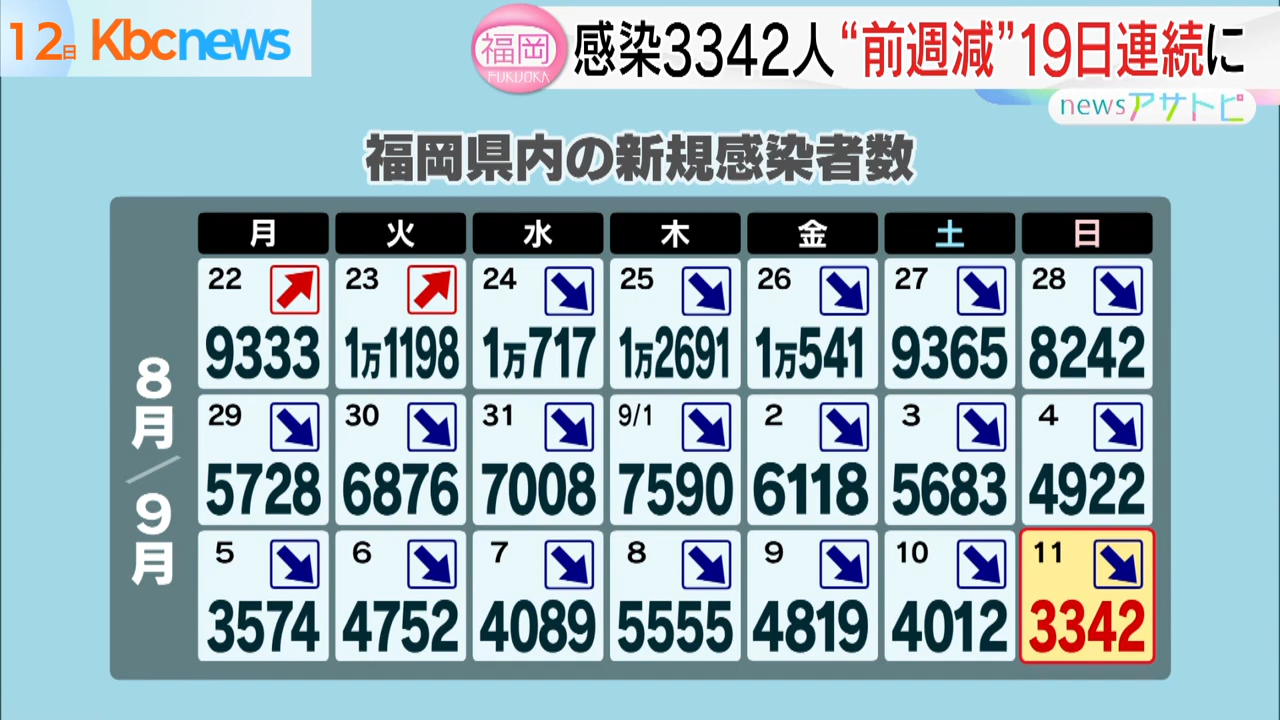 12日 Kbcnews
福岡
FUKUOKA
感染3342人“前週減”19日連続に
newsアサトピ
福岡県内の新規感染者数
月 火 水 木 金 土 日
8月/9月
22 23 24 25 26 27 28
9333 1万1198 1万717 1万2691 1万541 9365 8242
29 30 31 9/1 2 3 4
5728 6876 7008 7590 6118 5683 4922
5 6 7 8 9 10 11
3574 4752 4089 5555 4819 4012 3342